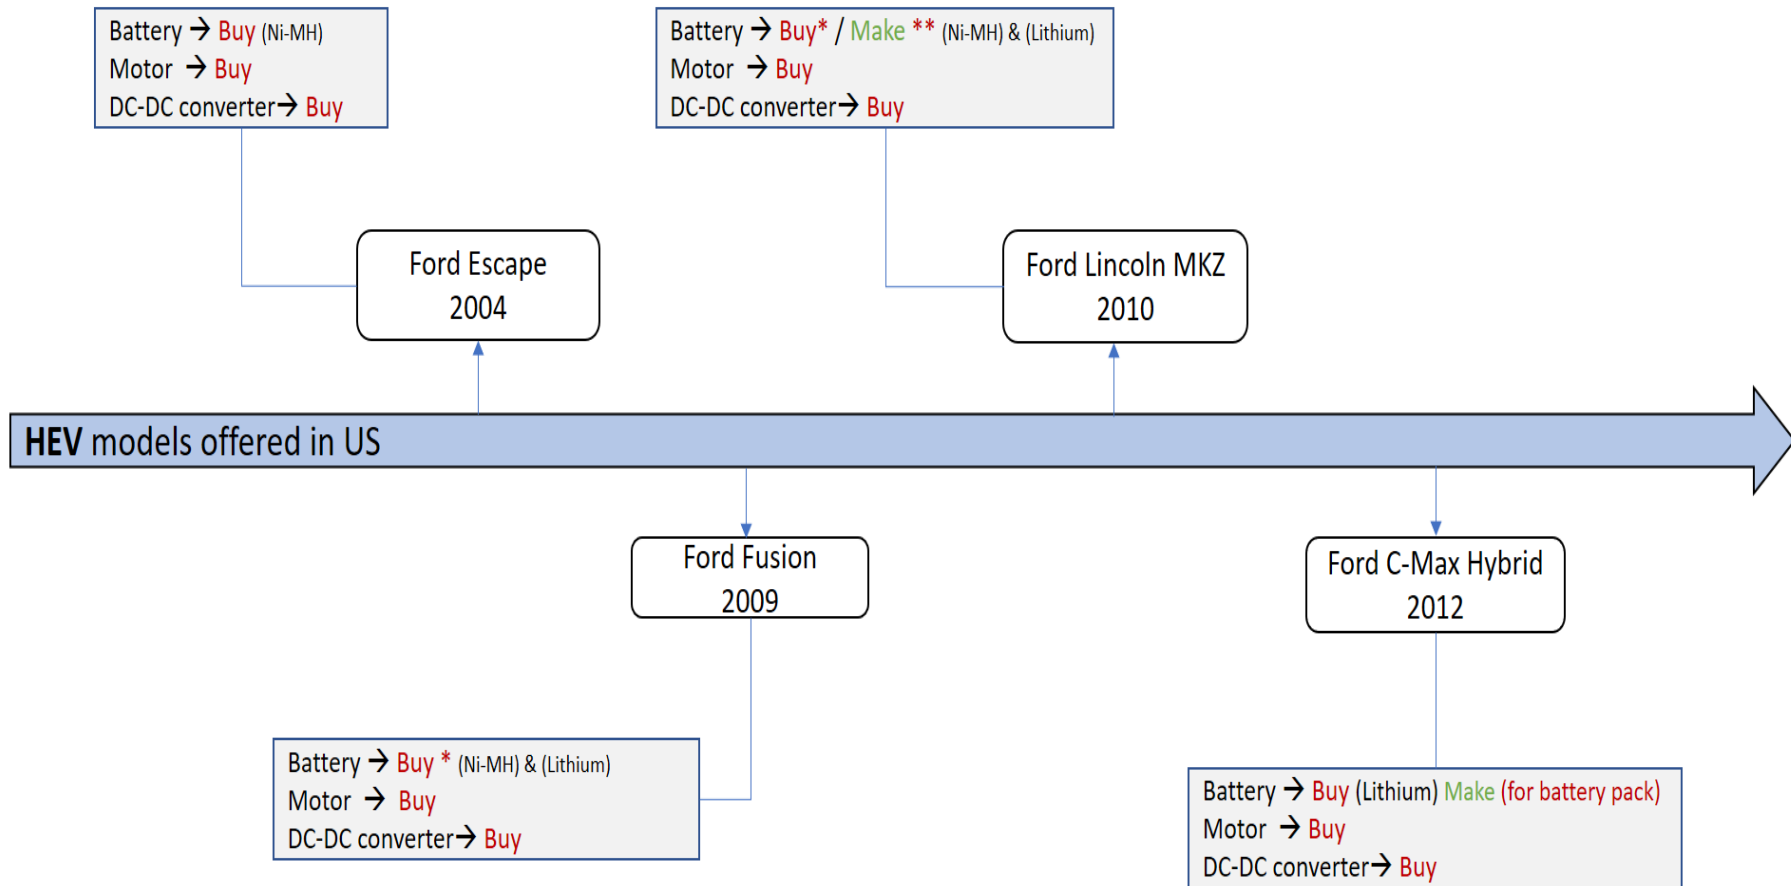 Battery → Buy (Ni-MH)
Motor → Buy
DC-DC converter→ Buy
Battery → Buy* / Make ** (Ni-MH) & (Lithium)
Motor → Buy
DC-DC converter→ Buy
Ford Escape
2004
Ford Lincoln MKZ
2010
HEV models offered in US
Ford Fusion
2009
Ford C-Max Hybrid
2012
Battery → Buy * (Ni-MH) & (Lithium)
Motor → Buy
DC-DC converter→ Buy
Battery → Buy (Lithium) Make (for battery pack)
Motor → Buy
DC-DC converter→ Buy